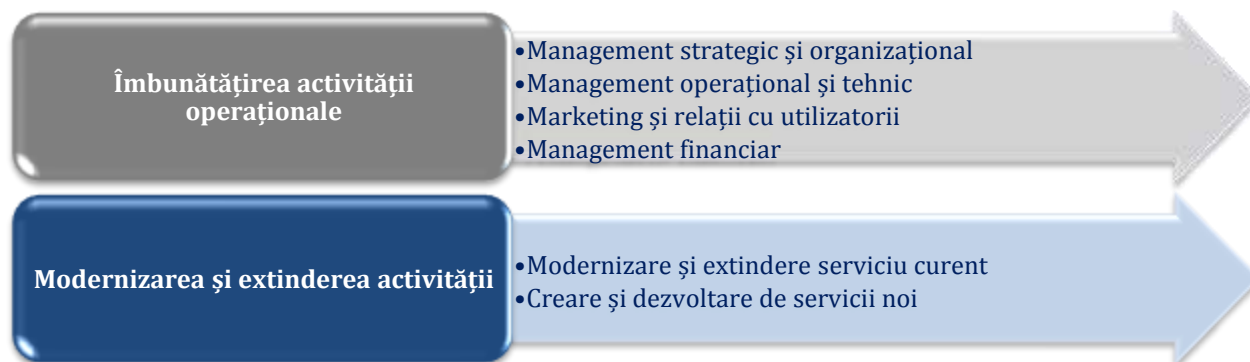 Îmbunătățirea activității
operaționale
•Management strategic și organizațional
•Management operațional și tehnic
•Marketing și relații cu utilizatorii
•Management financiar
Modernizarea și extinderea activității
•Modernizare și extindere serviciu curent
•Creare și dezvoltare de servicii noi